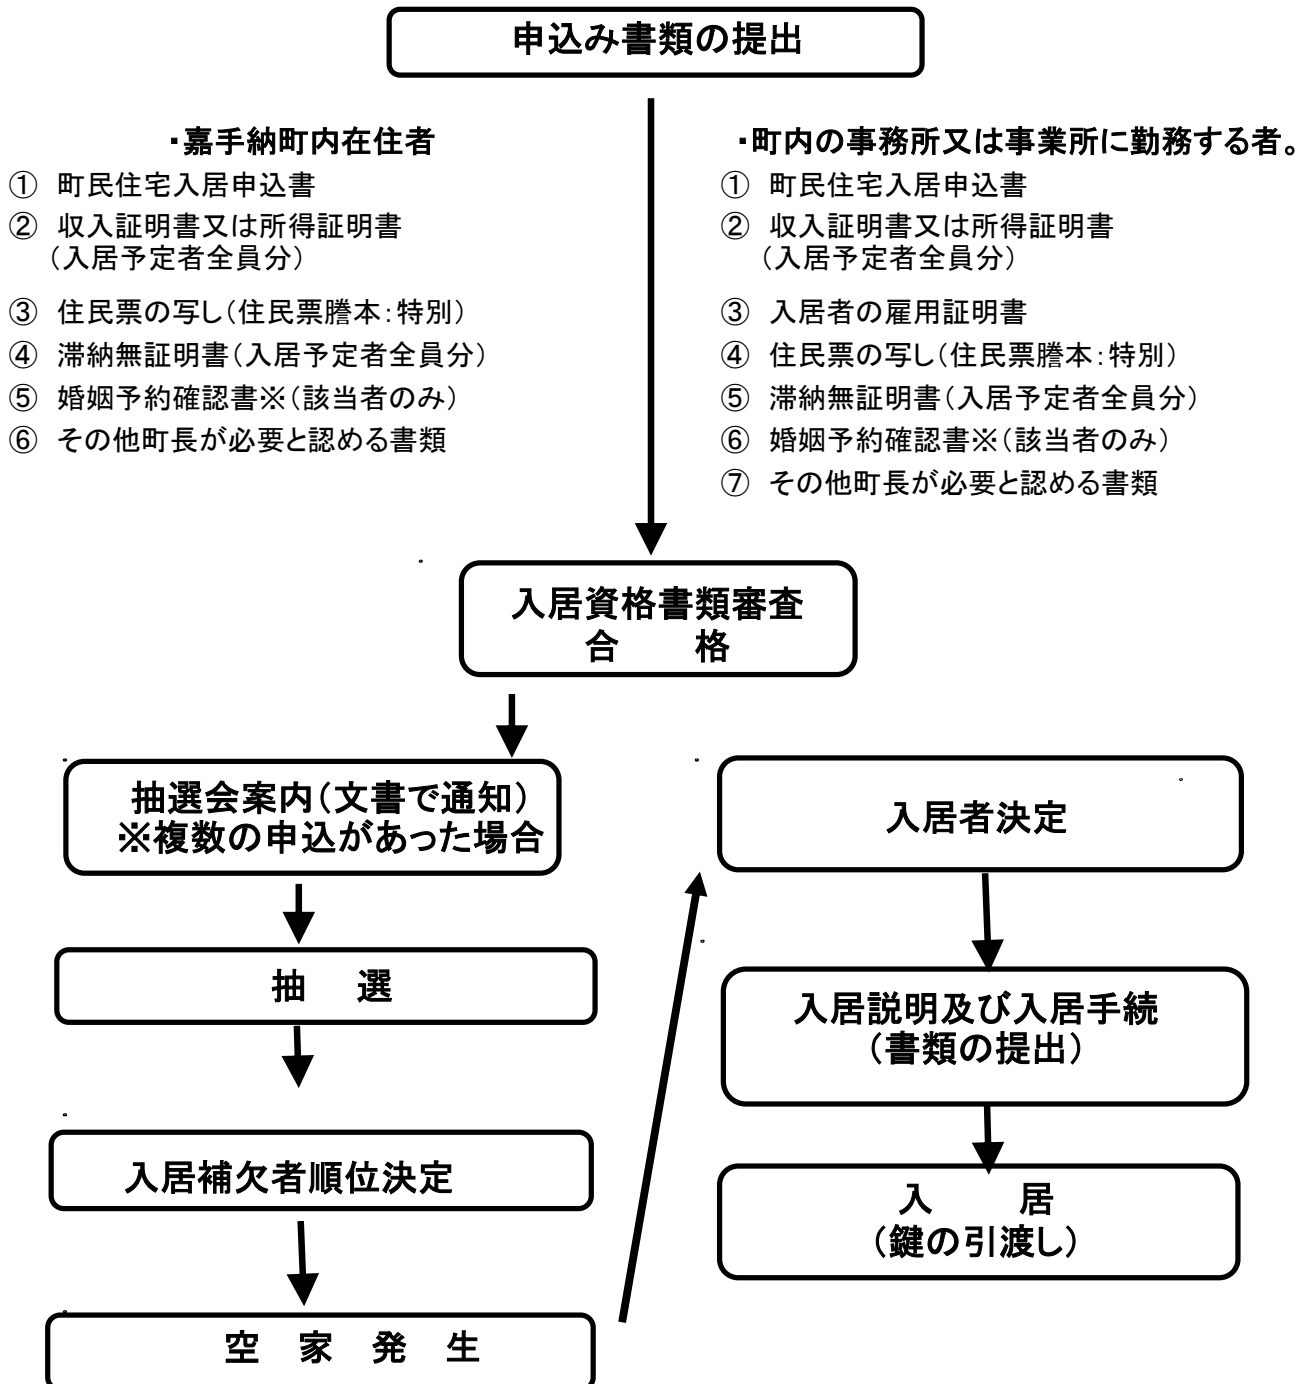 申込み書類の提出
・嘉手納町内在住者
① 町民住宅入居申込書
② 収入証明書又は所得証明書
（入居予定者全員分）
③ 住民票の写し（住民票謄本：特別）
④ 滞納無証明書（入居予定者全員分）
⑤ 婚姻予約確認書※（該当者のみ）
⑥ その他町長が必要と認める書類
・町内の事務所又は事業所に勤務する者。
① 町民住宅入居申込書
② 収入証明書又は所得証明書
（入居予定者全員分）
③ 入居者の雇用証明書
④ 住民票の写し（住民票謄本：特別）
⑤ 滞納無証明書（入居予定者全員分）
⑥ 婚姻予約確認書※（該当者のみ）
⑦ その他町長が必要と認める書類
入居資格書類審査
合　　格
抽選会案内（文書で通知）
※複数の申込があった場合
抽　選
入居補欠者順位決定
空　家　発　生
入居者決定
入居説明及び入居手続
（書類の提出）
入　　居
（鍵の引渡し）